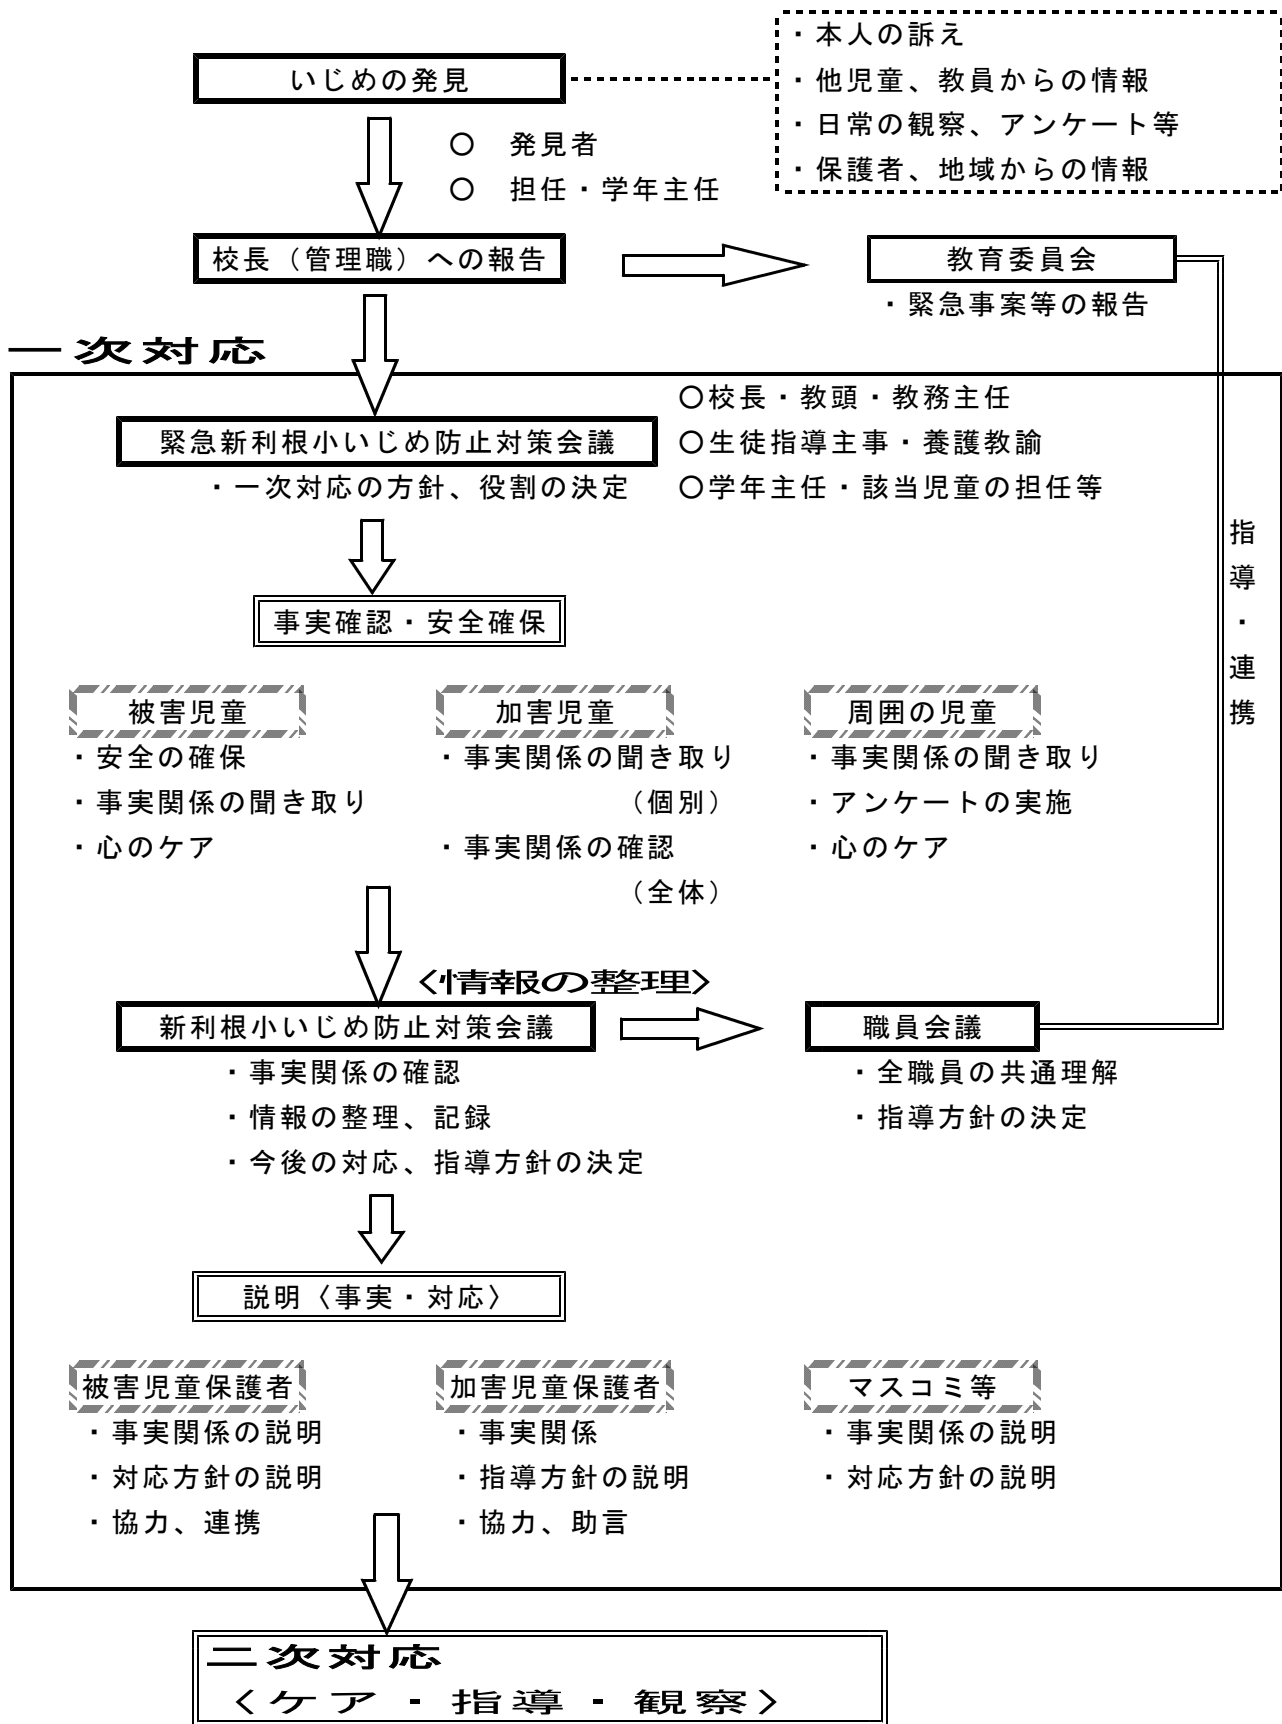 いじめの発見
・本人の訴え
・他児童、教員からの情報
・日常の観察、アンケート等
・保護者、地域からの情報
〇　発見者
〇　担任・学年主任
校長（管理職）への報告
教育委員会
・緊急事案等の報告
一次対応
緊急新利根小いじめ防止対策会議
・一次対応の方針、役割の決定
〇校長・教頭・教務主任
〇生徒指導主事・養護教諭
〇学年主任・該当児童の担任等
指導・連携
事実確認・安全確保
被害児童
・安全の確保
・事実関係の聞き取り
・心のケア
加害児童
・事実関係の聞き取り
（個別）
・事実関係の確認
（全体）
周囲の児童
・事実関係の聞き取り
・アンケートの実施
・心のケア
〈情報の整理〉
新利根小いじめ防止対策会議
・事実関係の確認
・情報の整理、記録
・今後の対応、指導方針の決定
職員会議
・全職員の共通理解
・指導方針の決定
説明〈事実・対応〉
被害児童保護者
・事実関係の説明
・対応方針の説明
・協力、連携
加害児童保護者
・事実関係
・指導方針の説明
・協力、助言
マスコミ等
・事実関係の説明
・対応方針の説明
二次対応
〈ケア・指導・観察〉